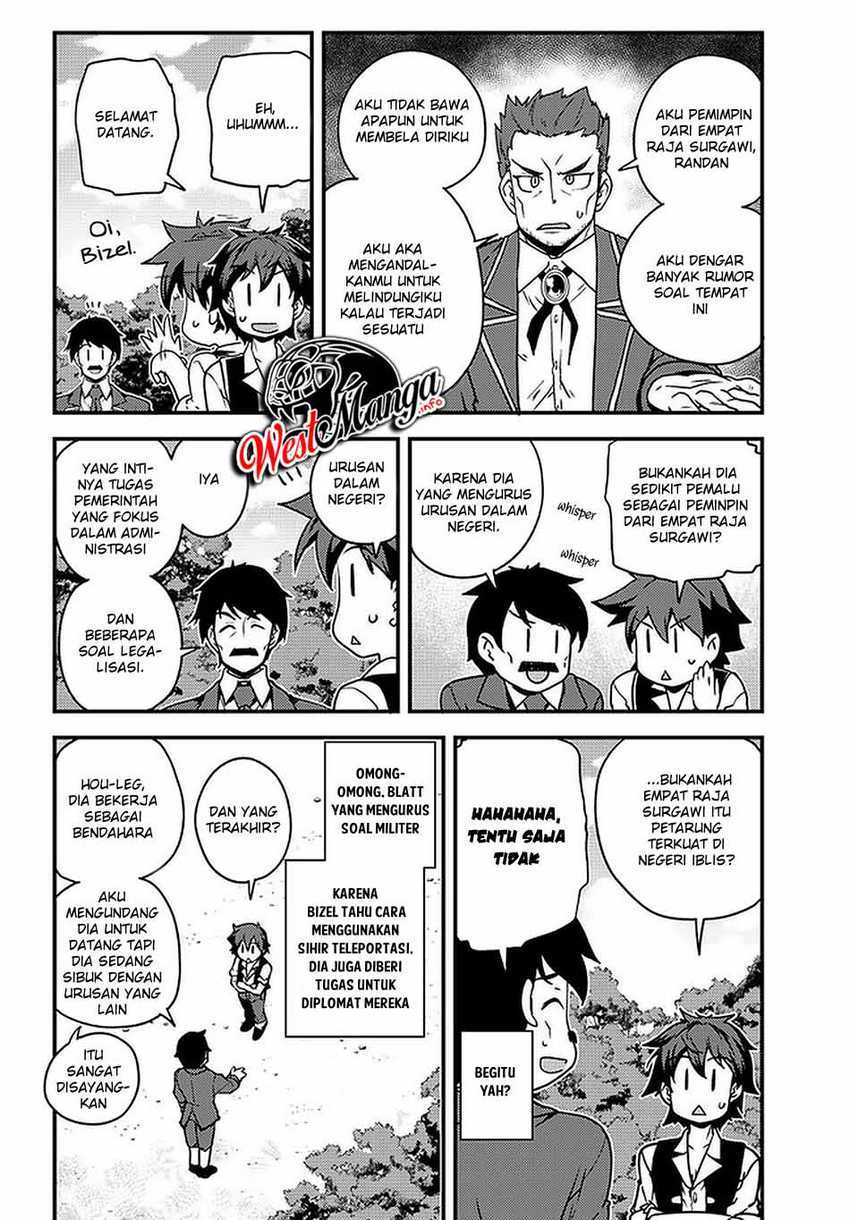 AKU PEMIMPIN
DARI EMPAT
RAJA SURGAWI,
RANDAN
AKU DENGAR
BANYAK RUMOR
SOAL TEMPAT
INI
AKU TIDAK BAWA
APAPUN UNTUK
MEMBELA DIRIKU
AKU AKA
MENGANDAL-
KANMU UNTUK
MELINDUNGIKU
KALAU TERJADI
SESUATU
EH,
UHUMMM...
SELAMAT
DATANG.
Oi,
Bizel.
WestManga
.info
BUKANKAH DIA
SEDIKIT PEMALU
SEBAGAI PEMINPIN
DARI EMPAT RAJA
SURGAWI?
whisper
whisper
KARENA DIA
YANG MENGURUS
URUSAN DALAM
NEGERI.
URUSAN
DALAM
NEGERI?
IYA
YANG INTI-
NYA TUGAS
PEMERINTAH
YANG FOKUS
DALAM ADMI-
NISTRASI
DAN
BEBERAPA
SOAL LEGA-
LISASI.
...BUKANKAH
EMPAT RAJA
SURGAWI ITU
PETARUNG
TERKUAT DI
NEGERI IBLIS?
HAHAHAHA,
TENTU SAJA
TIDAK
BEGITU
YAH?
OMONG-
OMONG, BLATT
YANG MENGURUS
SOAL MILITER
KARENA
BIZEL TAHU CARA
MENGGUNAKAN
SIHIR TELEPORTASI,
DIA JUGA DIBERI
TUGAS UNTUK
DIPLOMAT MEREKA
DAN YANG
TERAKHIR?
HOU-LEG,
DIA BEKERJA
SEBAGAI
BENDAHARA
AKU
MENGUNDANG
DIA UNTUK
DATANG TAPI
DIA SEDANG
SIBUK DENGAN
URUSAN YANG
LAIN
ITU
SANGAT
DISAYANG-
KAN